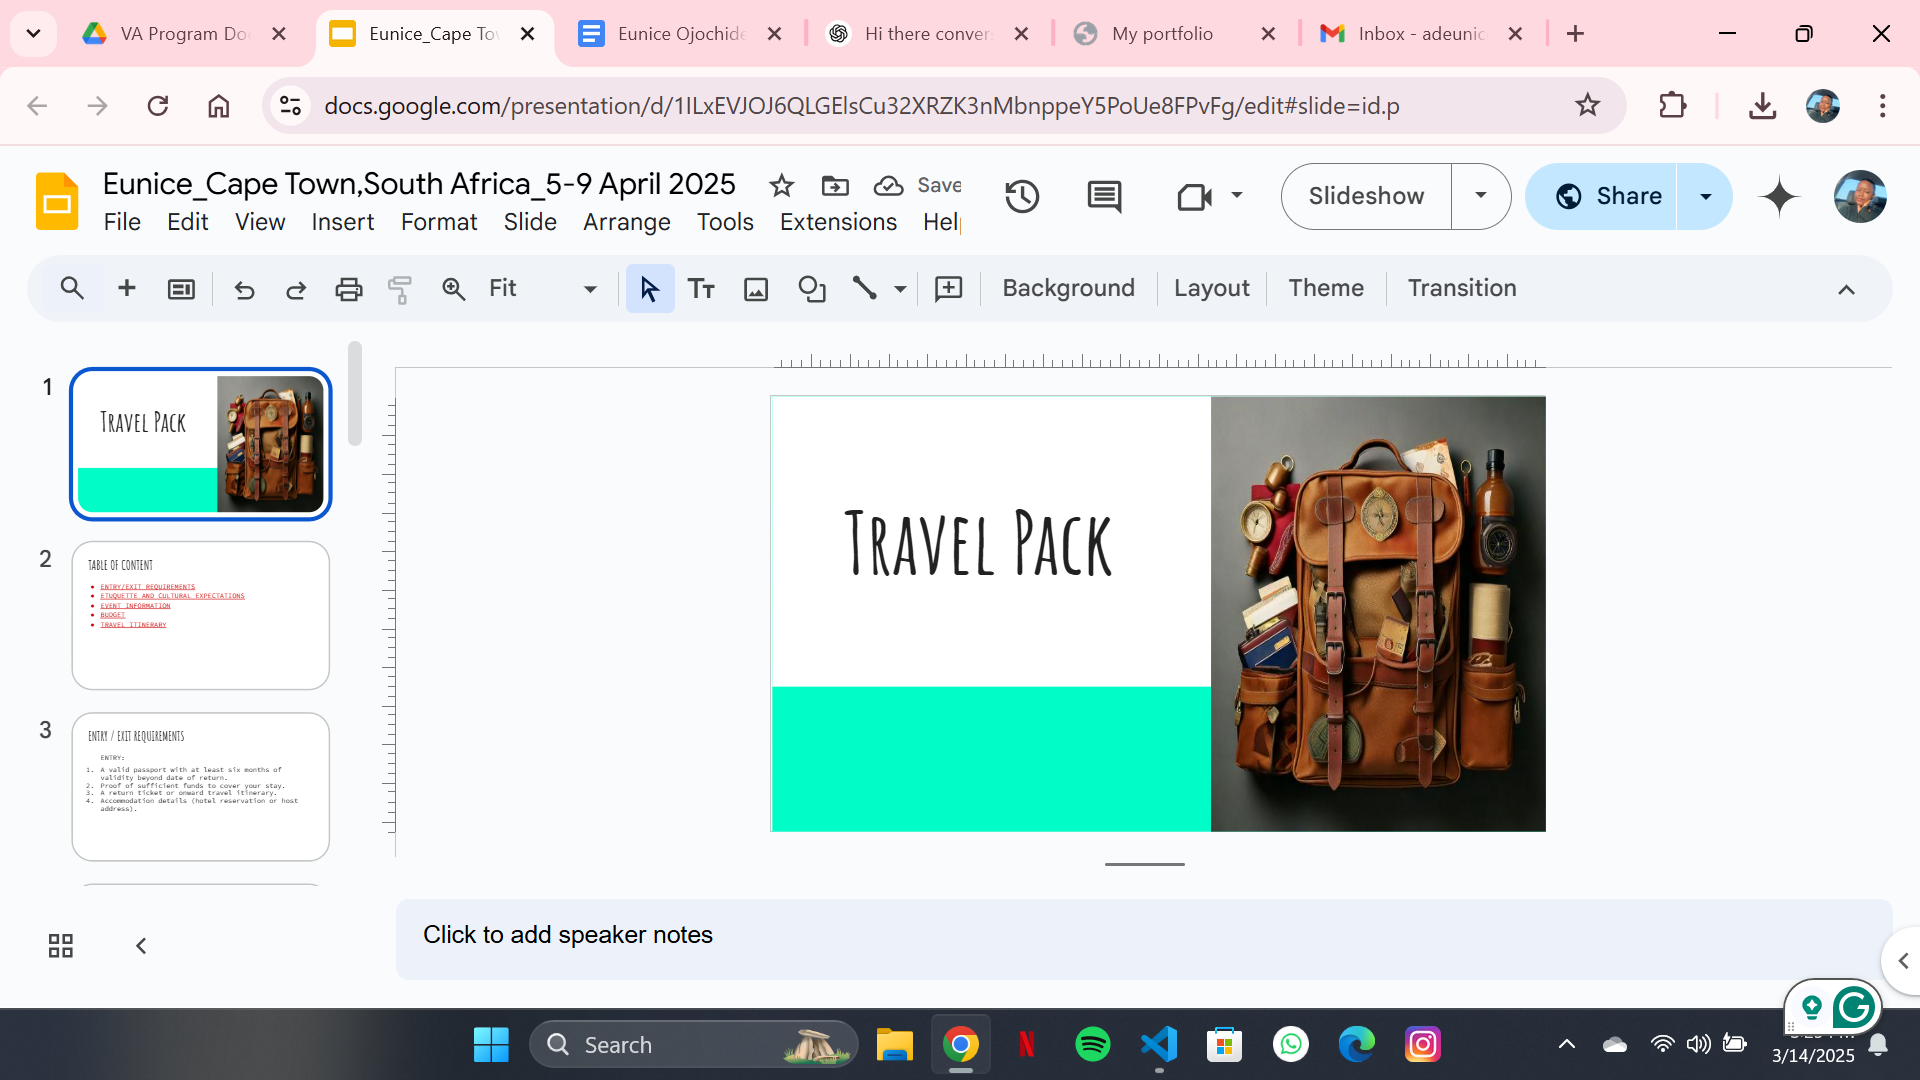 VA Program Do
Eunice_Cape To
Eunice Ojochide
Hi there conver
My portfolio
Inbox - adeunic
docs.google.com/presentation/d/1ILxEVJOJ6QLGElsCu32XRZK3nMbnppeY5PoUe8FPvFg/edit#slide=id.p
Eunice_Cape Town,South Africa_5-9 April 2025
Save
File Edit View Insert Format Slide Arrange Tools Extensions Help
Slideshow
Share
Fit
Background Layout Theme Transition
1
Travel Pack
2
TABLE OF CONTENT
ENTRY/EXIT REQUIREMENTS
ETIQUETTE AND CULTURAL EXPECTATIONS
EVENT INFORMATION
BUDGET
TRAVEL ITINERARY
3
ENTRY / EXIT REQUIREMENTS
ENTRY:
1. A valid passport with at least six months of
validity beyond date of return.
2. Proof of sufficient funds to cover your stay.
3. A return ticket or onward travel itinerary.
4. Accommodation details (hotel reservation or host
address).
Travel Pack
Click to add speaker notes
Search
3/14/2025